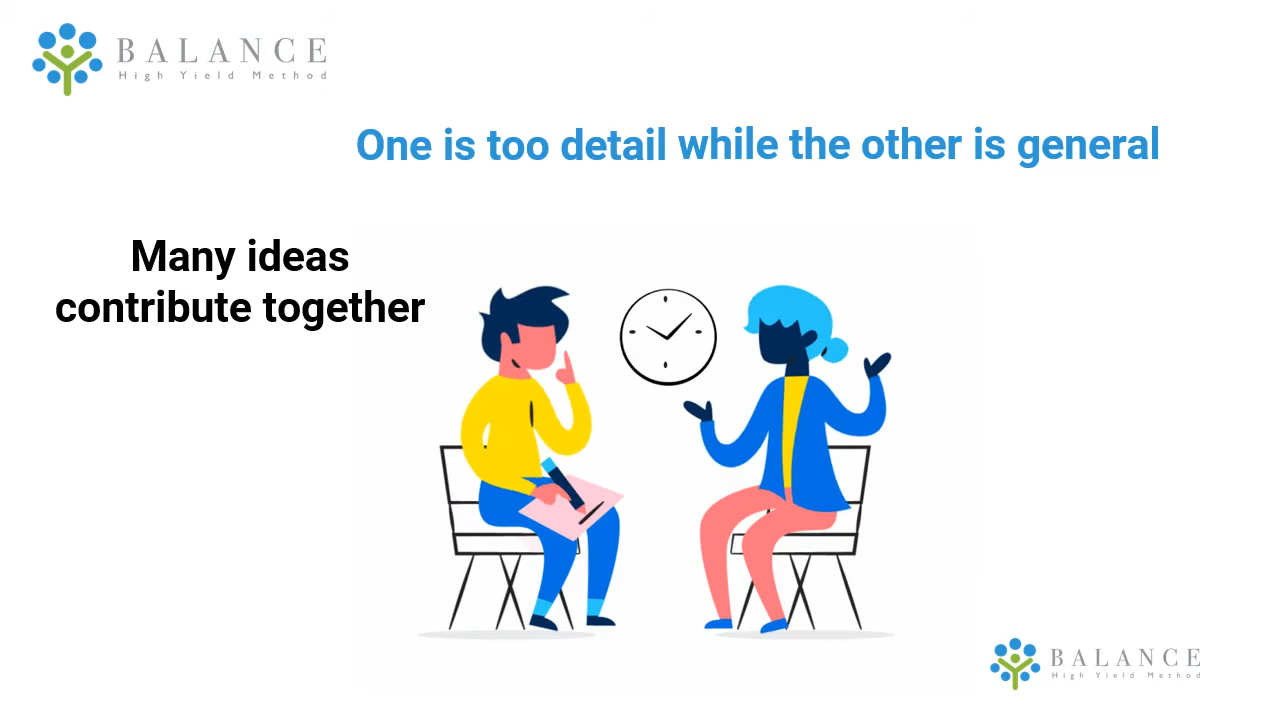 BALANCE
High Yield Method
One is too detail while the other is general
Many ideas
contribute together
BALANCE
High Yield Method